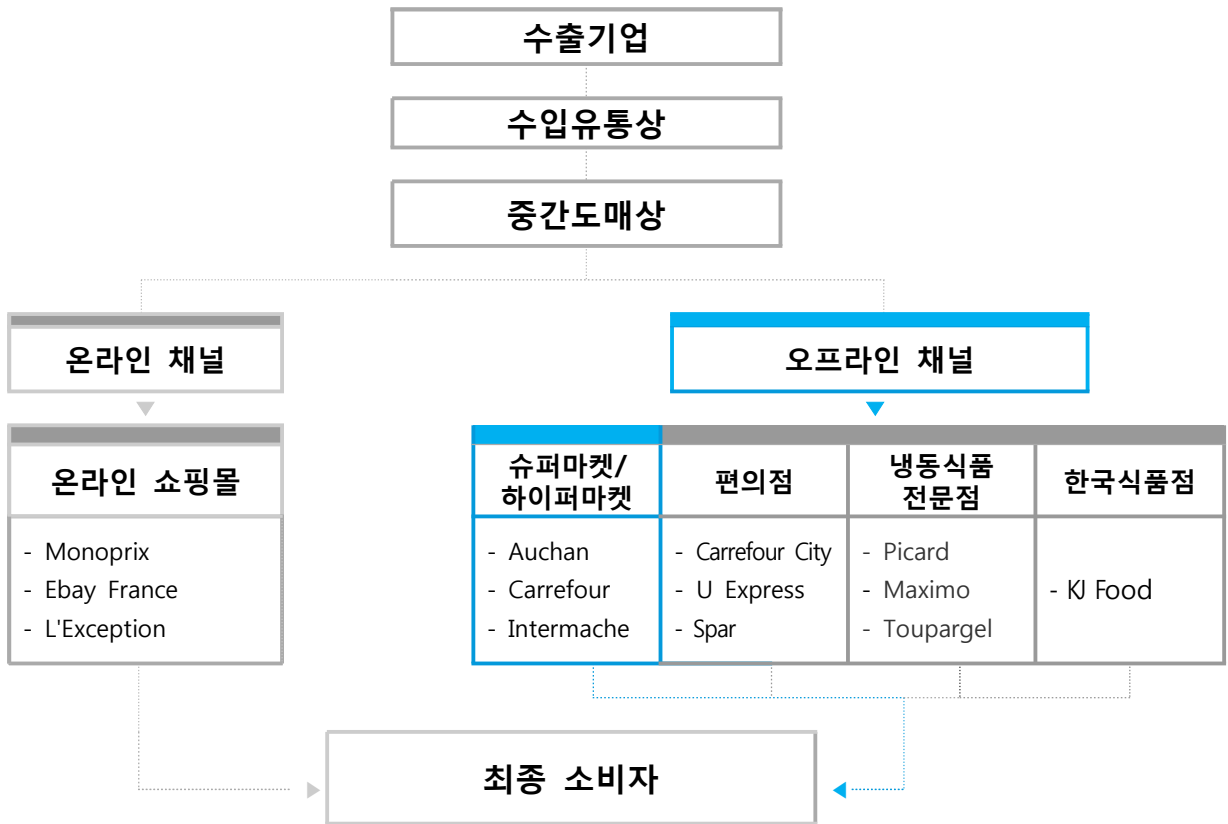 수출기업
수입유통상
중간도매상
온라인 채널
오프라인 채널
온라인 쇼핑몰
- Monoprix
- Ebay France
- L'Exception
슈퍼마켓/
하이퍼마켓
- Auchan
- Carrefour
- Intermache
편의점
- Carrefour City
- U Express
- Spar
냉동식품
전문점
- Picard
- Maximo
- Toupargel
한국식품점
- KJ Food
최종 소비자